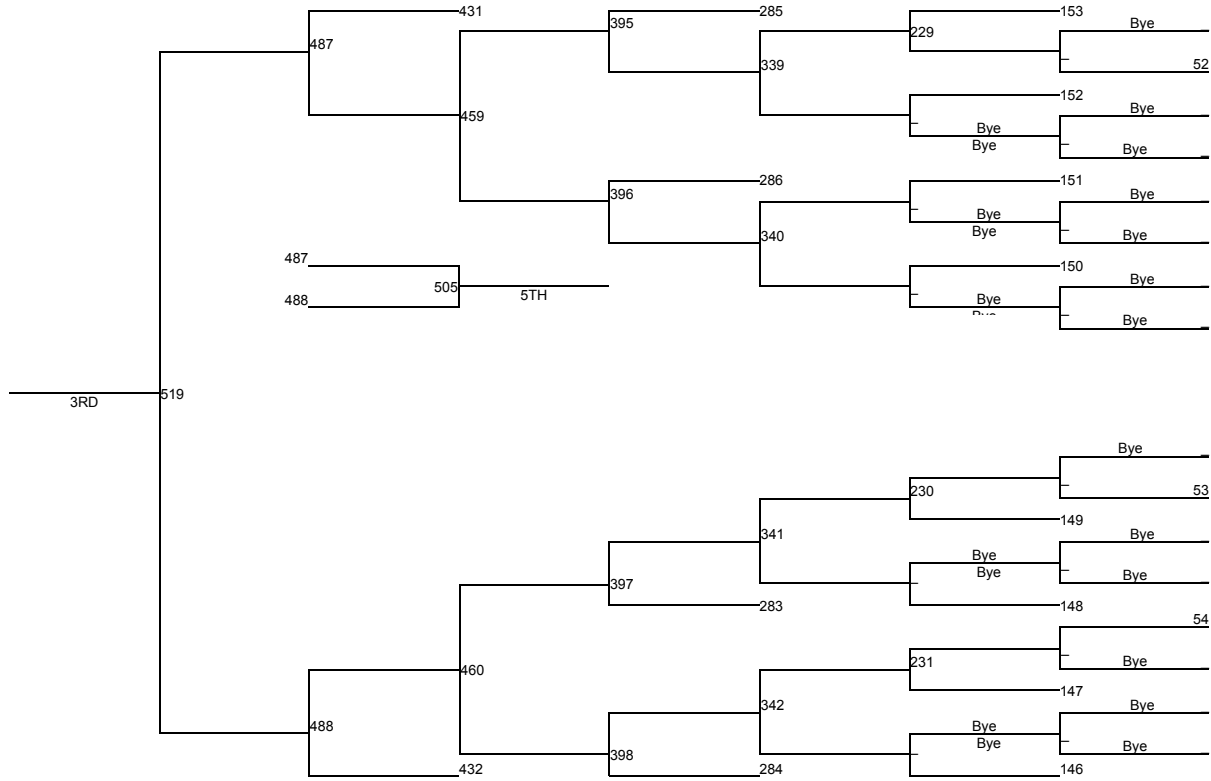 431 285 153
395 Bye _
229
487
_
339 52
152
459 Bye _
_ Bye
Bye _
Bye _
286 151
396 Bye _
_ Bye
Bye _
340 Bye _
487 150
505 Bye _
5TH _
488 Bye
_
Bye _
519
3RD
Bye _
230 _
53
149
341 Bye _
Bye _
_ Bye Bye _
397
283 148
54
231 _
460 Bye _
147
342 Bye _
488 Bye _
_ Bye Bye _
398
432 284 146